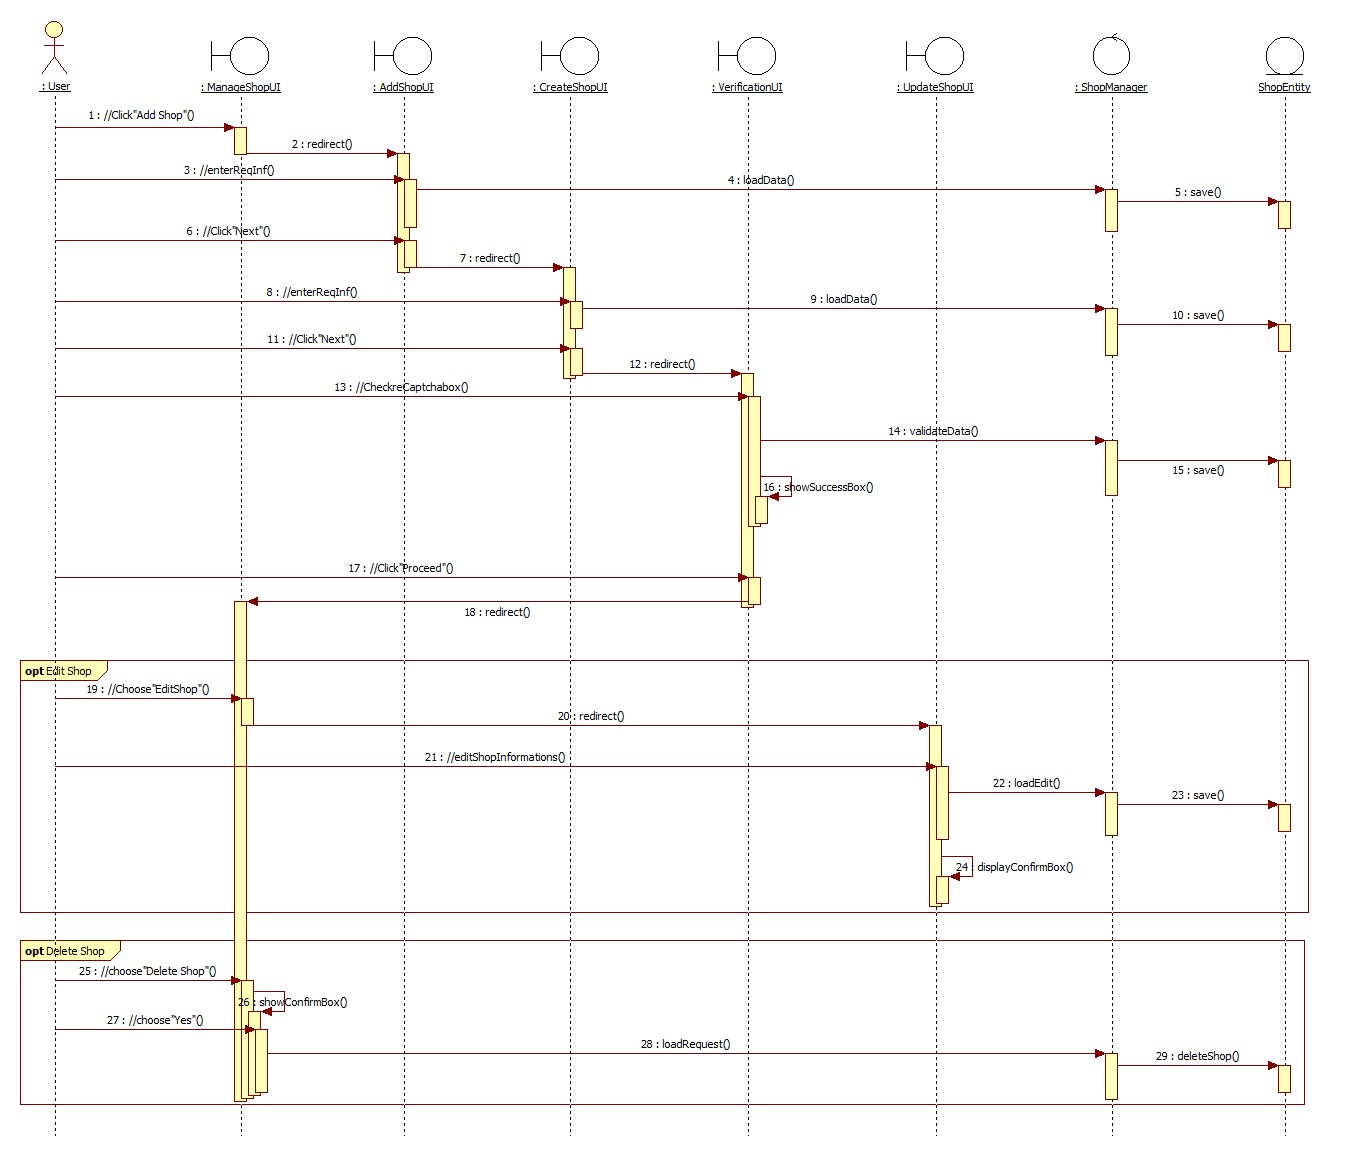 : User
: ManageShopUI
: AddShopUI
: CreateShopUI
: VerificationUI
: UpdateShopUI
: ShopManager
ShopEntity
1 : //Click"Add Shop"()
2 : redirect()
3 : //enterReqInf()
4 : loadData()
5 : save()
6 : //Click"Next"()
7 : redirect()
8 : //enterReqInf()
9 : loadData()
10 : save()
11 : //Click"Next"()
12 : redirect()
13 : //CheckreCaptchabox()
14 : validateData()
15 : save()
16 : showSuccessBox()
17 : //Click"Proceed"()
18 : redirect()
opt Edit Shop
19 : //Choose"EditShop"()
20 : redirect()
21 : //editShopInformations()
22 : loadEdit()
23 : save()
24 : displayConfirmBox()
opt Delete Shop
25 : //choose"Delete Shop"()
26 : showConfirmBox()
27 : //choose"Yes"()
28 : loadRequest()
29 : deleteShop()